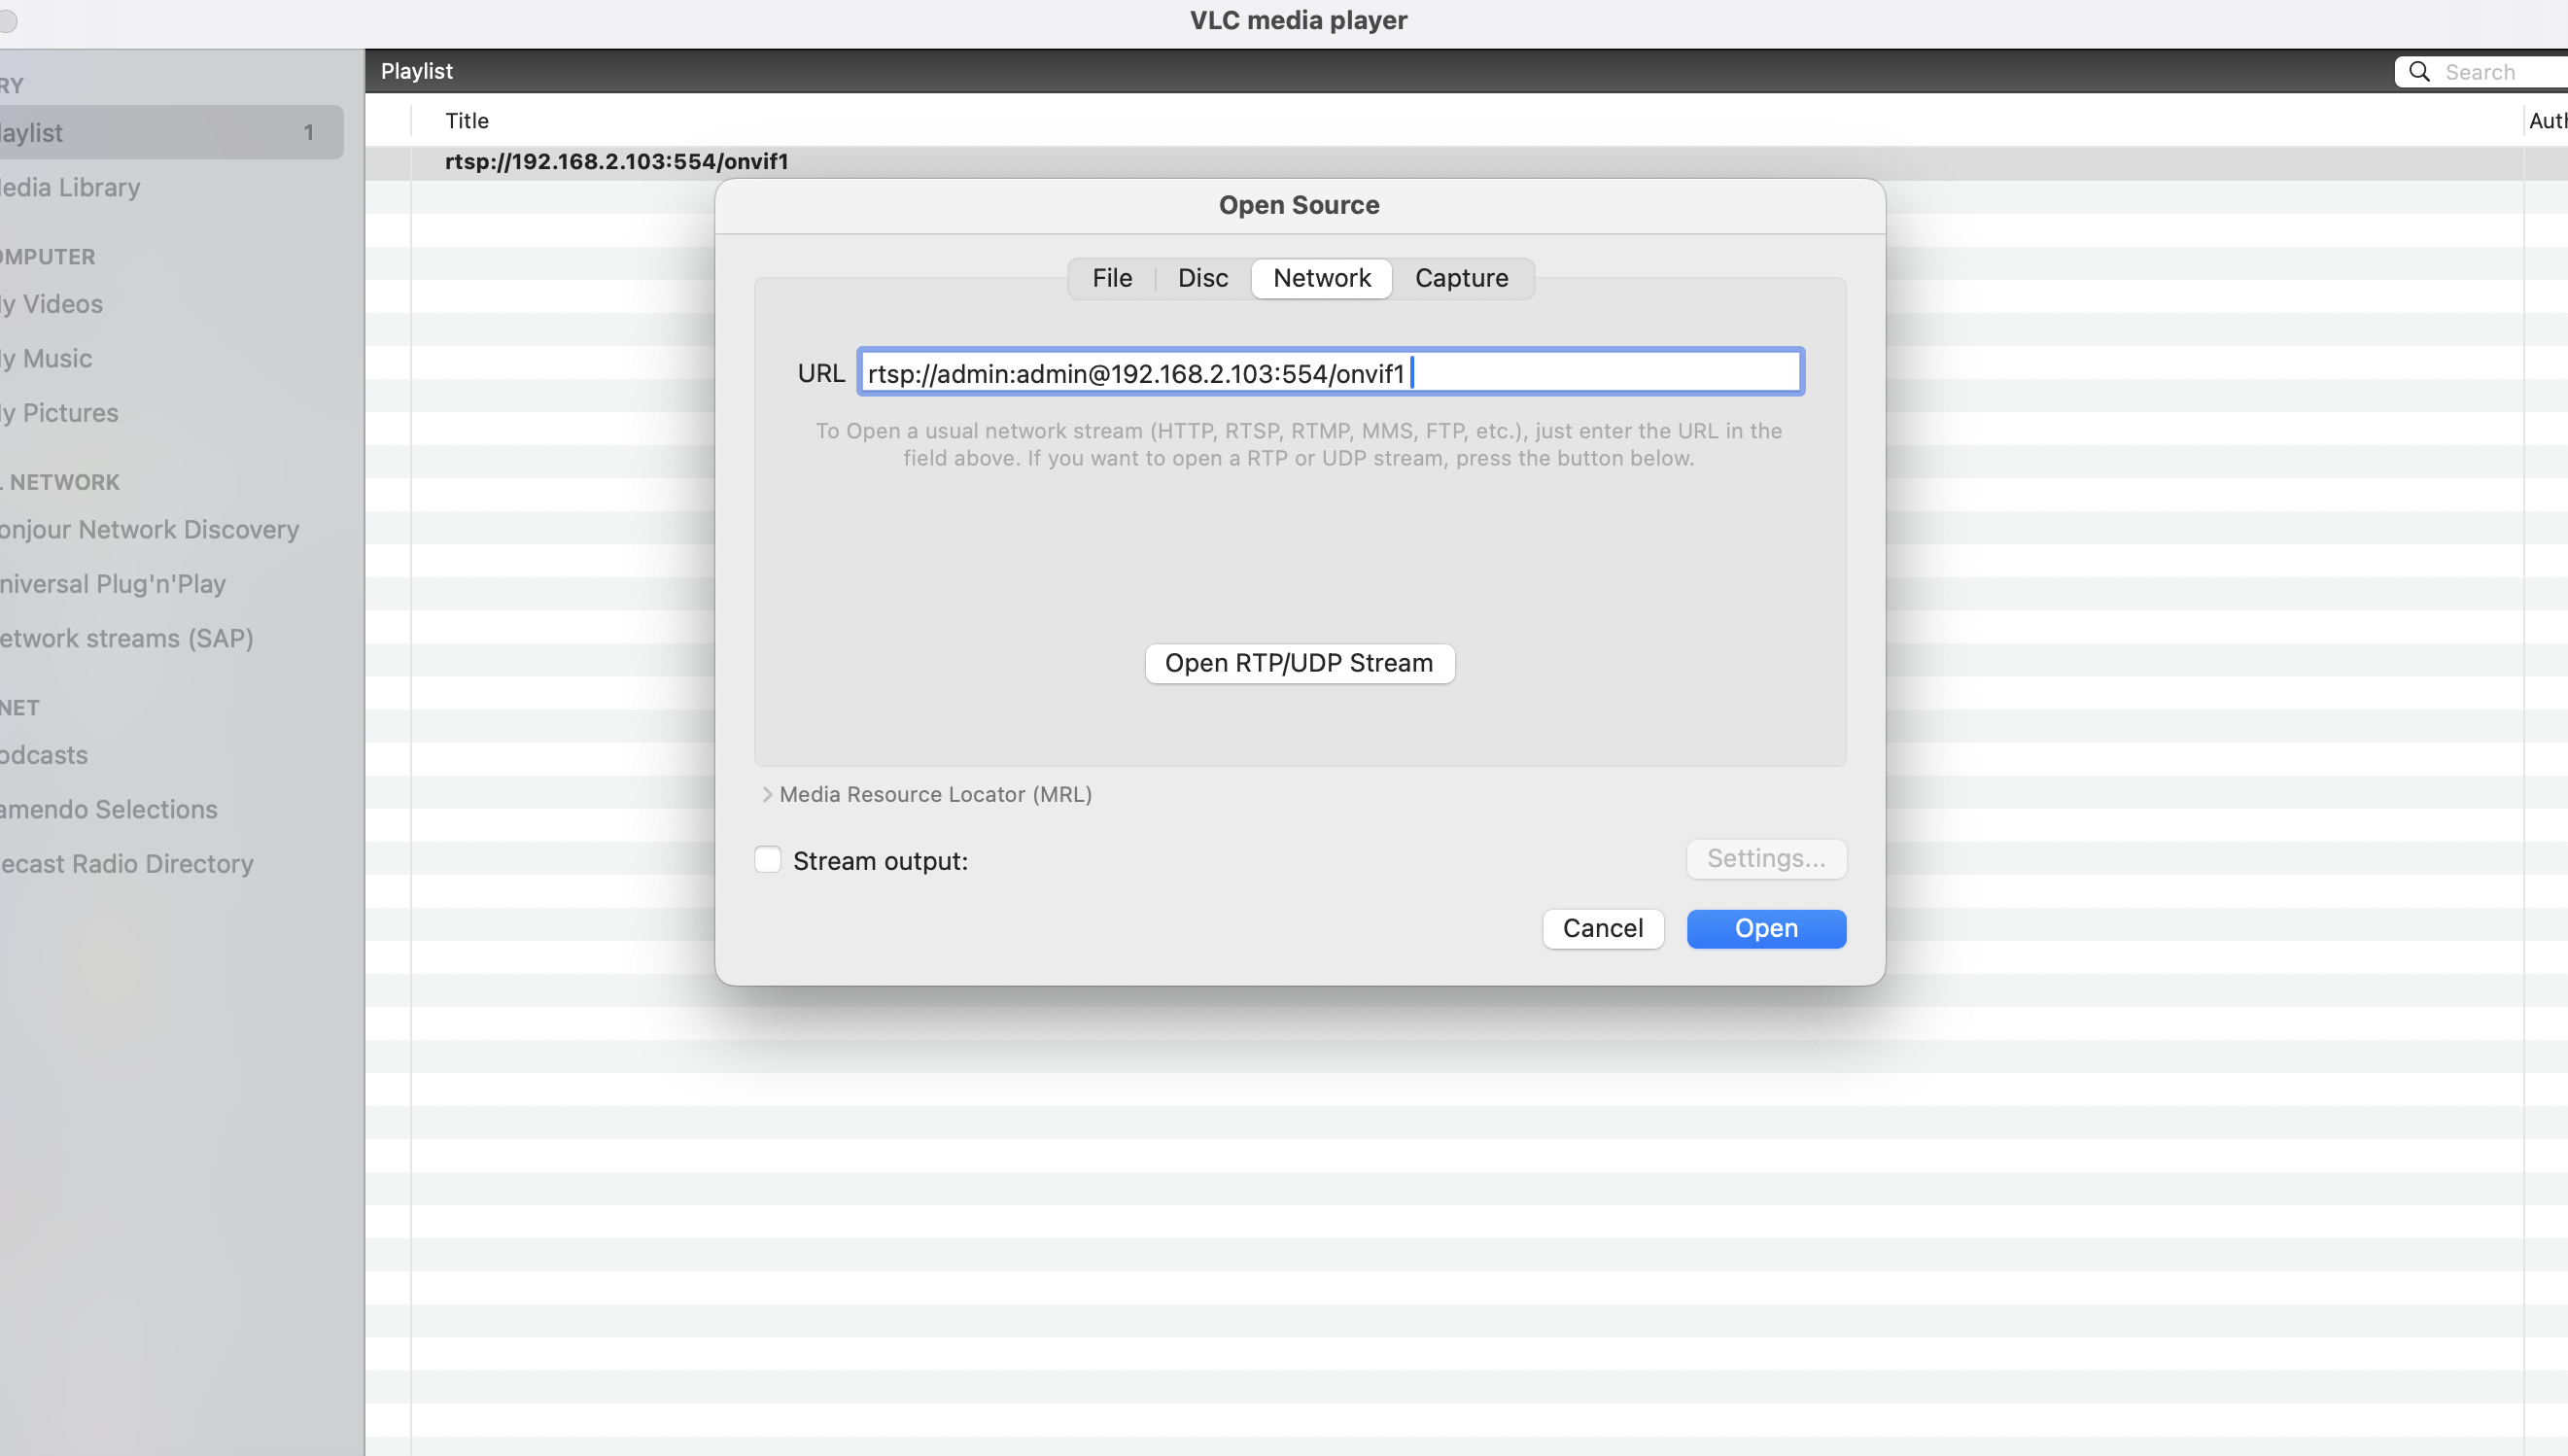 VLC media player
RY
aylist 1
edia Library
OMPUTER
y Videos
y Music
y Pictures
L NETWORK
onjour Network Discovery
niversal Plug'n'Play
etwork streams (SAP)
NET
odcasts
amendo Selections
ecast Radio Directory
Playlist
Search
Title
Auth
rtsp://192.168.2.103:554/onvif1
Open Source
File Disc Network Capture
URL rtsp://admin:admin@192.168.2.103:554/onvif1
To Open a usual network stream (HTTP, RTSP, RTMP, MMS, FTP, etc.), just enter the URL in the
field above. If you want to open a RTP or UDP stream, press the button below.
Open RTP/UDP Stream
Media Resource Locator (MRL)
Stream output:
Settings...
Cancel Open